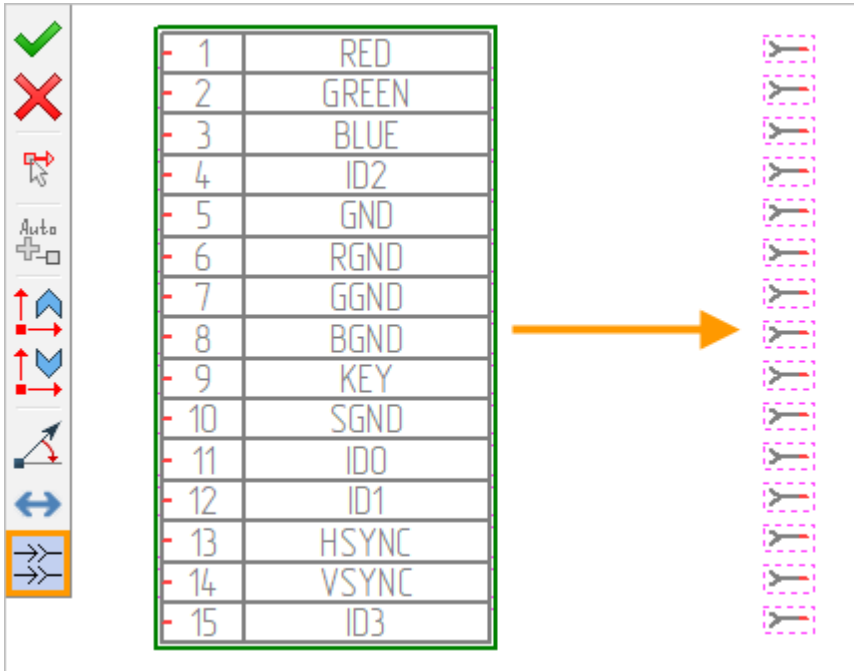 Auto
1 RED
2 GREEN
3 BLUE
4 ID2
5 GND
6 RGND
7 GGND
8 BGND
9 KEY
10 SGND
11 ID0
12 ID1
13 HSYNC
14 VSYNC
15 ID3